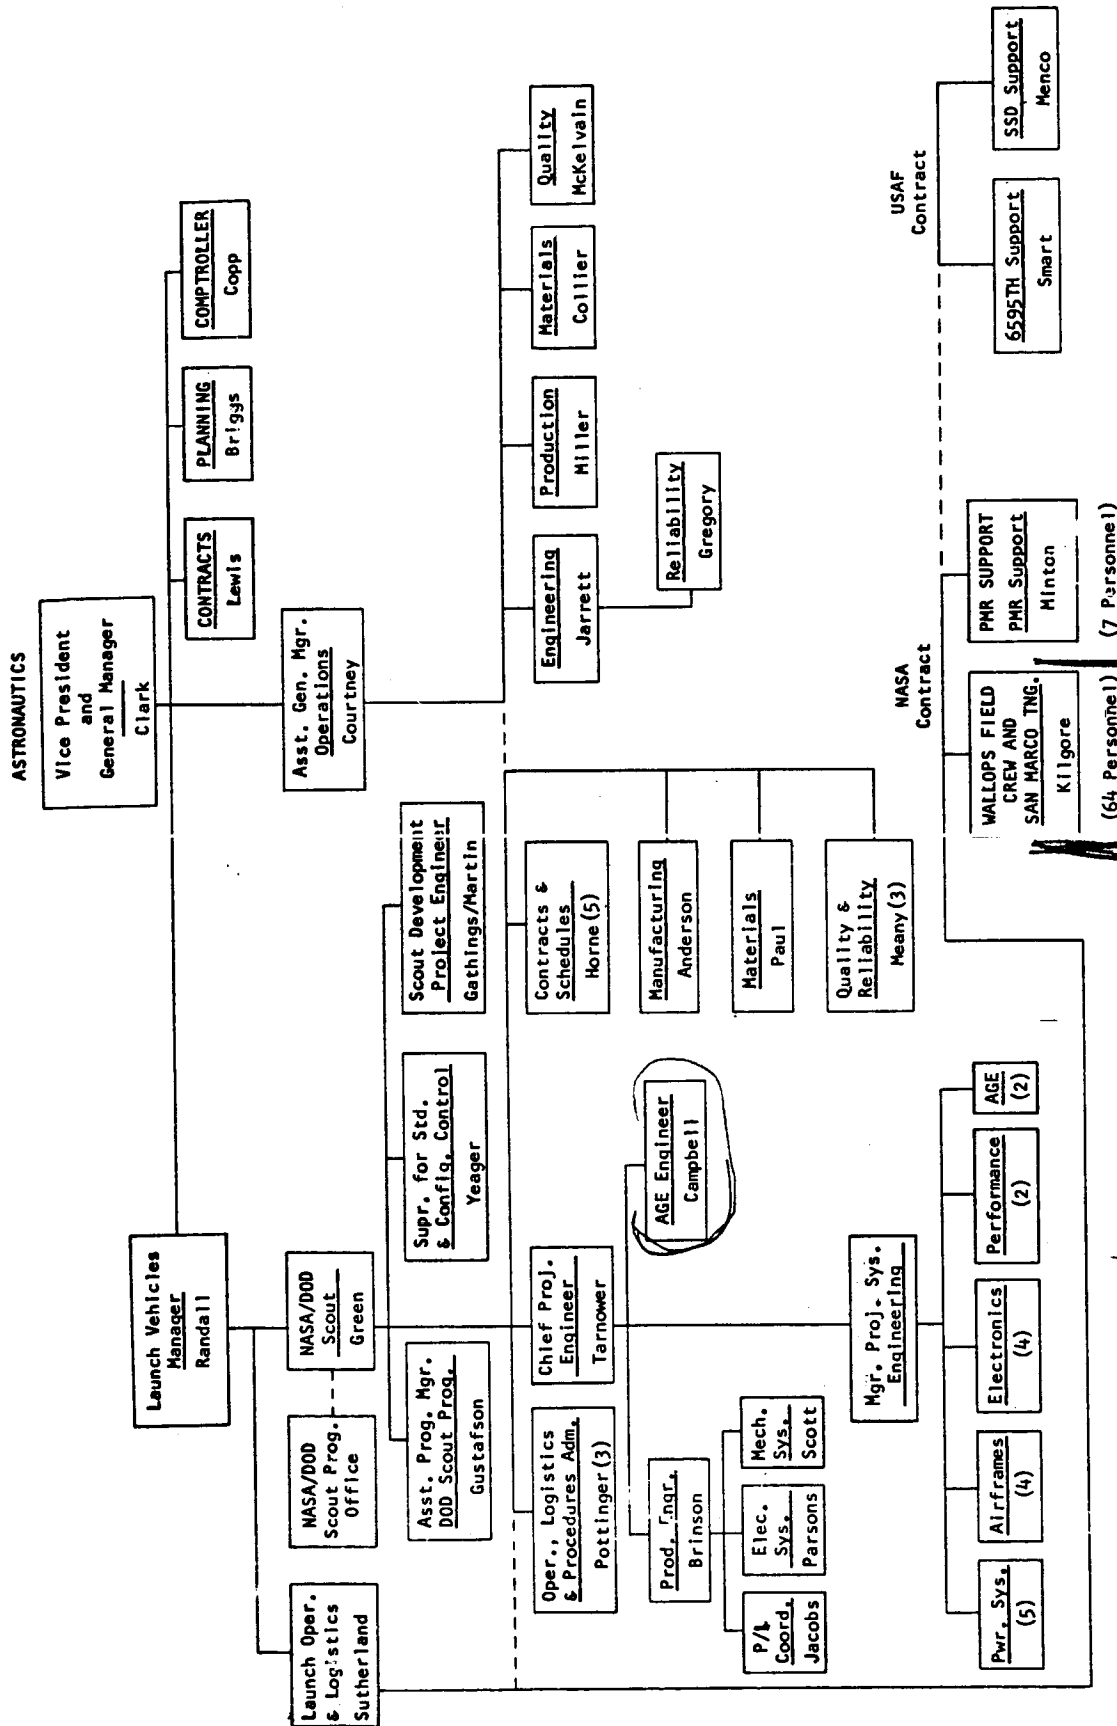 ASTRONAUTICS
Vice President
and
General Manager
Clark
CONTRACTS
Lewis
PLANNING
Briggs
COMPTROLLER
Copp
Launch Vehicles
Manager
Randall
Asst. Gen. Mgr.
Operations
Courtney
Launch Oper.
& Logistics
Sutherland
NASA/DOD
Scout Prog.
Office
NASA/DOD
Scout
Green
Asst. Prog. Mgr.
DOD Scout Prog.
Gustafson
Supr. for Std.
& Config. Control
Yeager
Scout Development
Project Engineer
Gathings/Martin
Engineering
Jarrett
Production
Miller
Materials
Collier
Quality
McKelvain
Reliability
Gregory
Oper., Logistics
& Procedures Adm.
Pottinger(3)
Chief Proj.
Engineer
Tarnower
Contracts &
Schedules
Horne(5)
Manufacturing
Anderson
Materials
Paul
Quality &
Reliability
Meany(3)
Prod. Engr.
Brinson
AGE Engineer
Campbell
P/L
Coord.
Jacobs
Elec.
Sys.
Parsons
Mech.
Sys.
Scott
Mgr. Proj. Sys.
Engineering
Pwr. Sys.
(5)
Airframes
(4)
Electronics
(4)
Performance
(2)
AGE
(2)
NASA
Contract
USAF
Contract
WALLOPS FIELD
CREW AND
SAN MARCO TNG.
Kilgore
PMR SUPPORT
PMR Support
Minton
6595TH Support
Smart
SSD Support
Menco
(64 Personnel)
(7 Personnel)